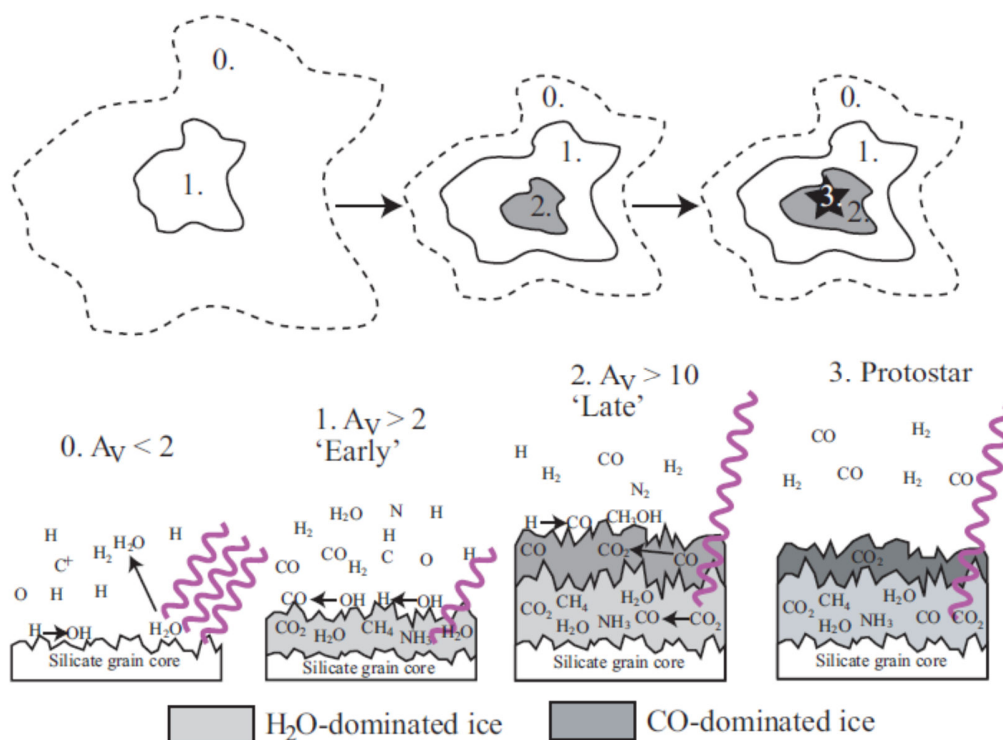 0.
1.
0.
1.
2.
0.
1.
3.
2.
0. Aᵥ < 2
1. Aᵥ > 2
'Early'
2. Aᵥ > 10
'Late'
3. Protostar
H
H
H₂O
H₂
C⁺
O
H
H
H
OH
H₂O
Silicate grain core
H₂O
N
H
H₂
H
CO
CO
H₂
C
O
H
CO
OH
H
OH
CO₂
H₂O
CH₄
NH₃
H₂O
Silicate grain core
H
CO
H₂
H₂
N₂
H
CO
CH₃OH
CO
CO₂
CO
CO₂
CH₄
H₂O
H₂O
NH₃
CO
CO₂
Silicate grain core
CO
H₂
H₂
CO
H₂
CO
CO₂
CO₂
CH₄
H₂O
H₂O
NH₃
CO
CO₂
Silicate grain core
H₂O-dominated ice
CO-dominated ice